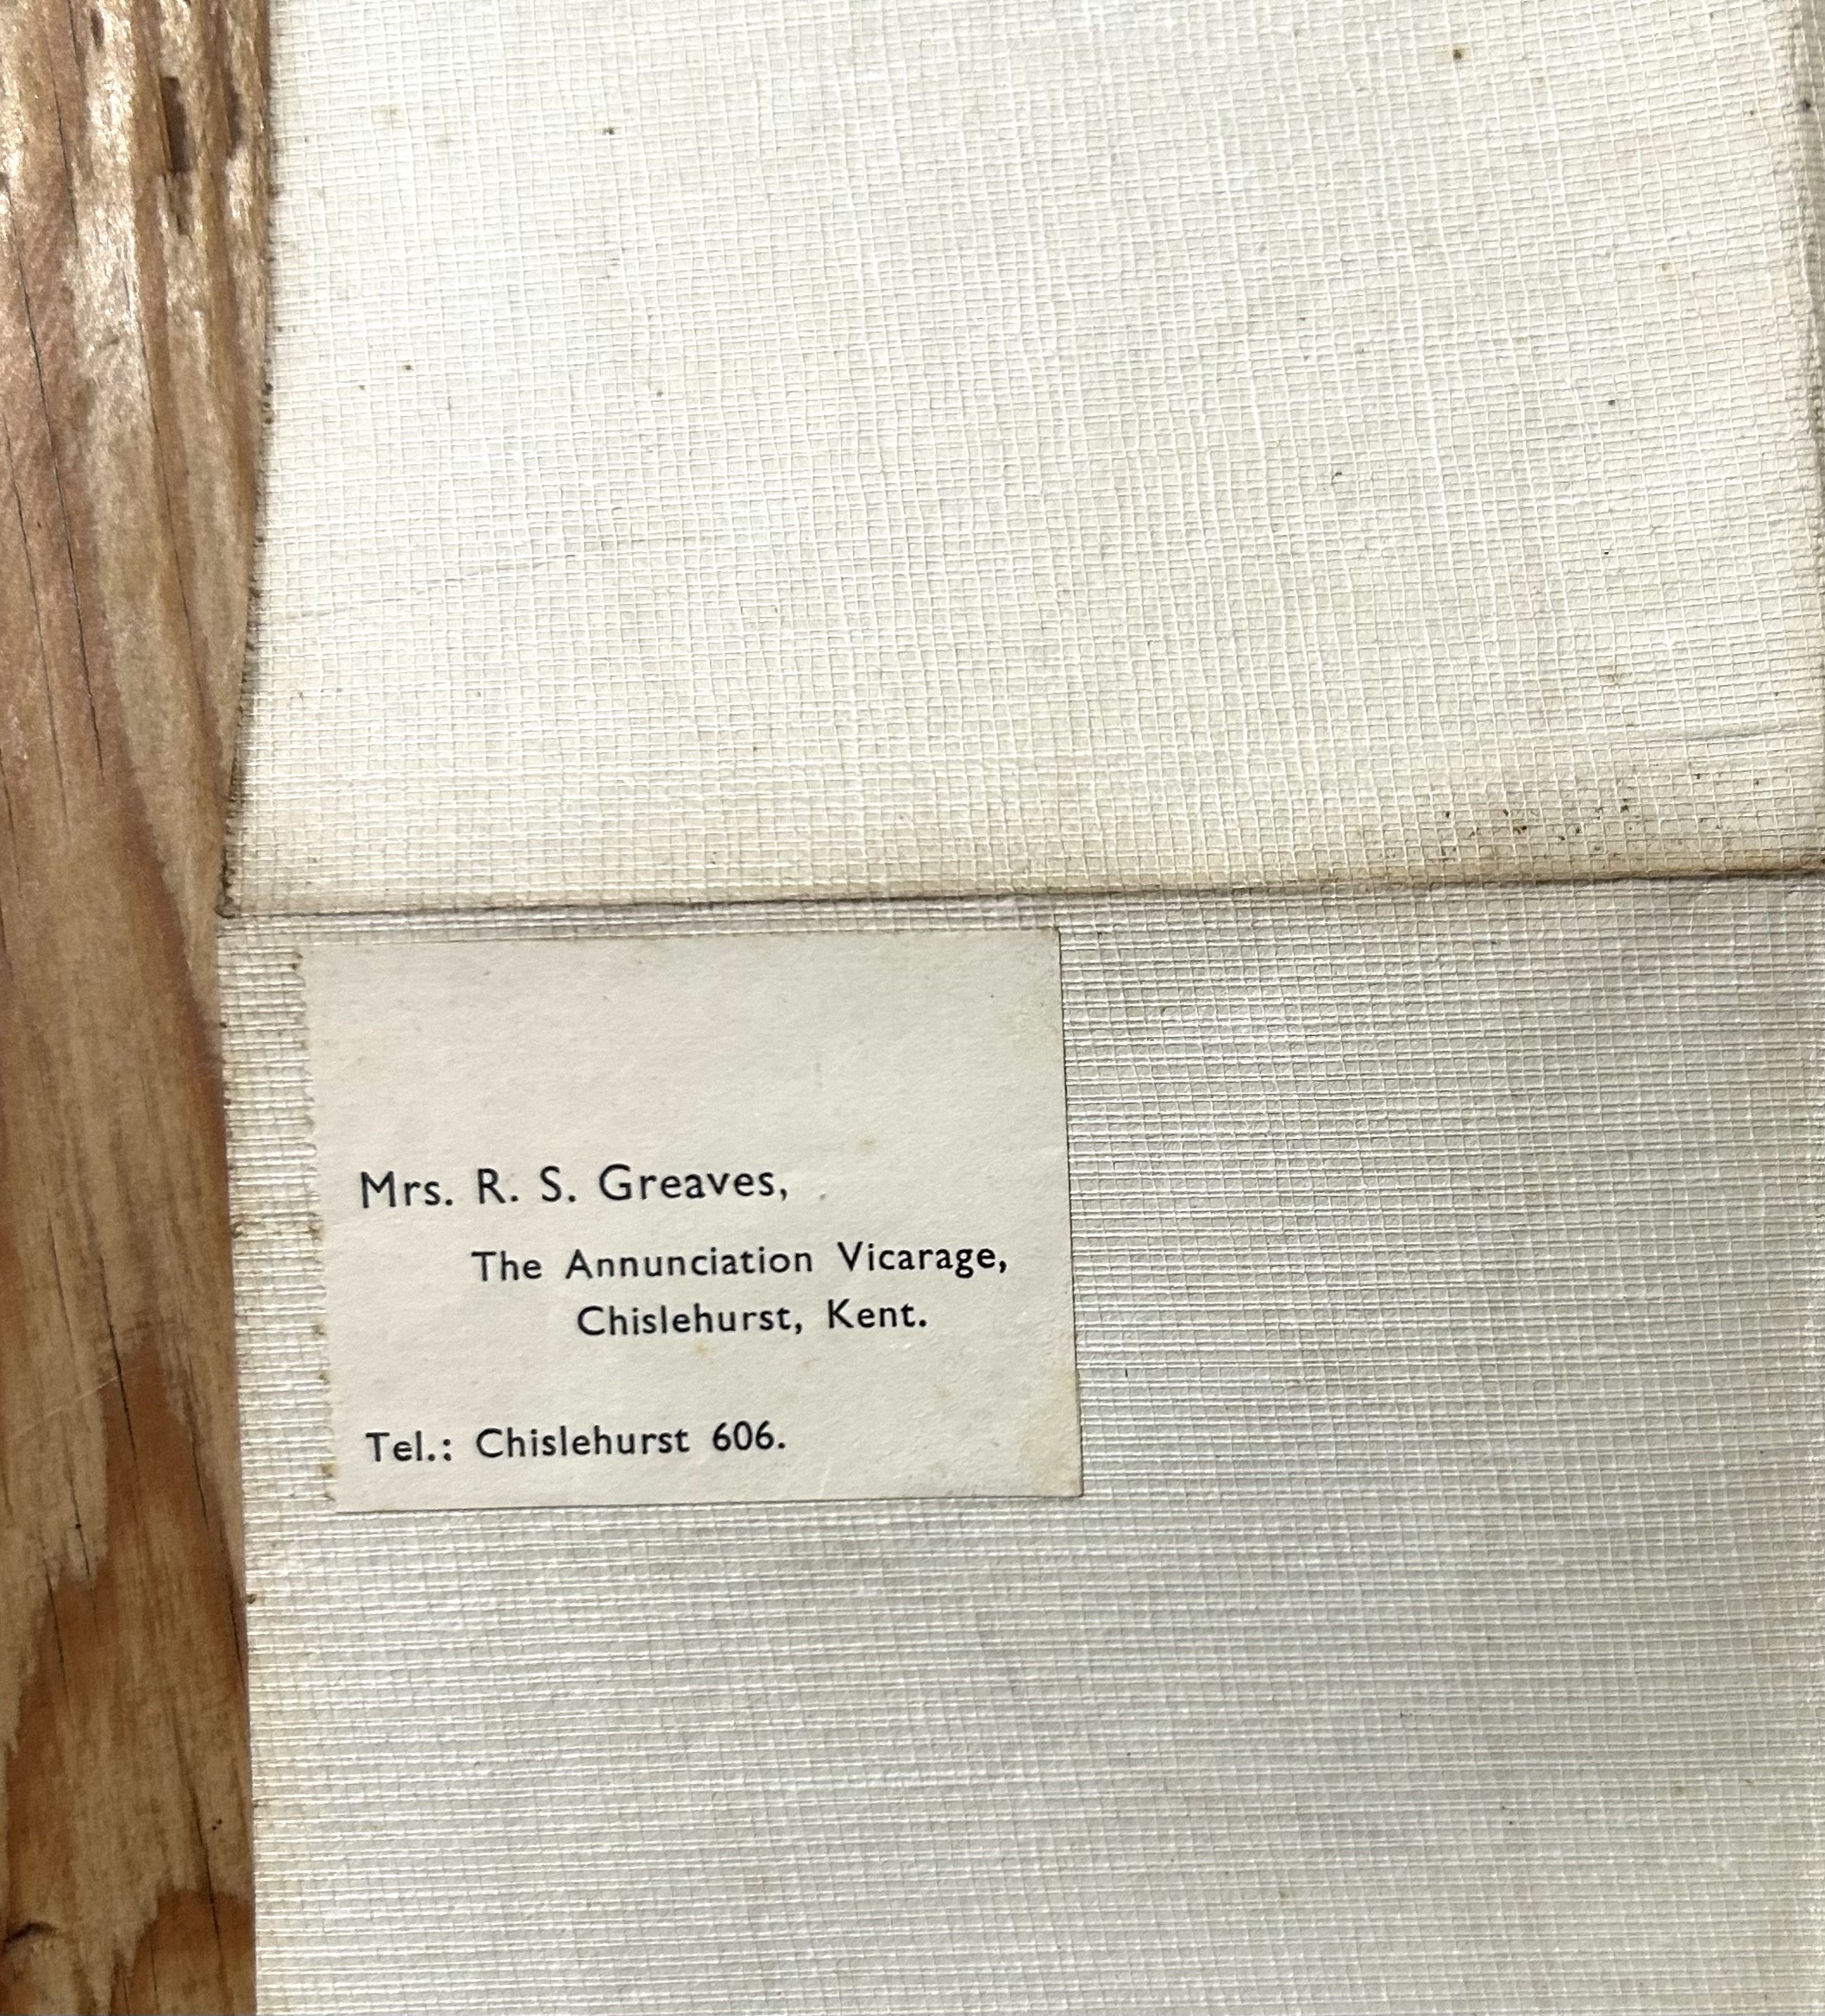 Mrs. R. S. Greaves,
The Annunciation Vicarage,
Chislehurst, Kent.
Tel.: Chislehurst 606.